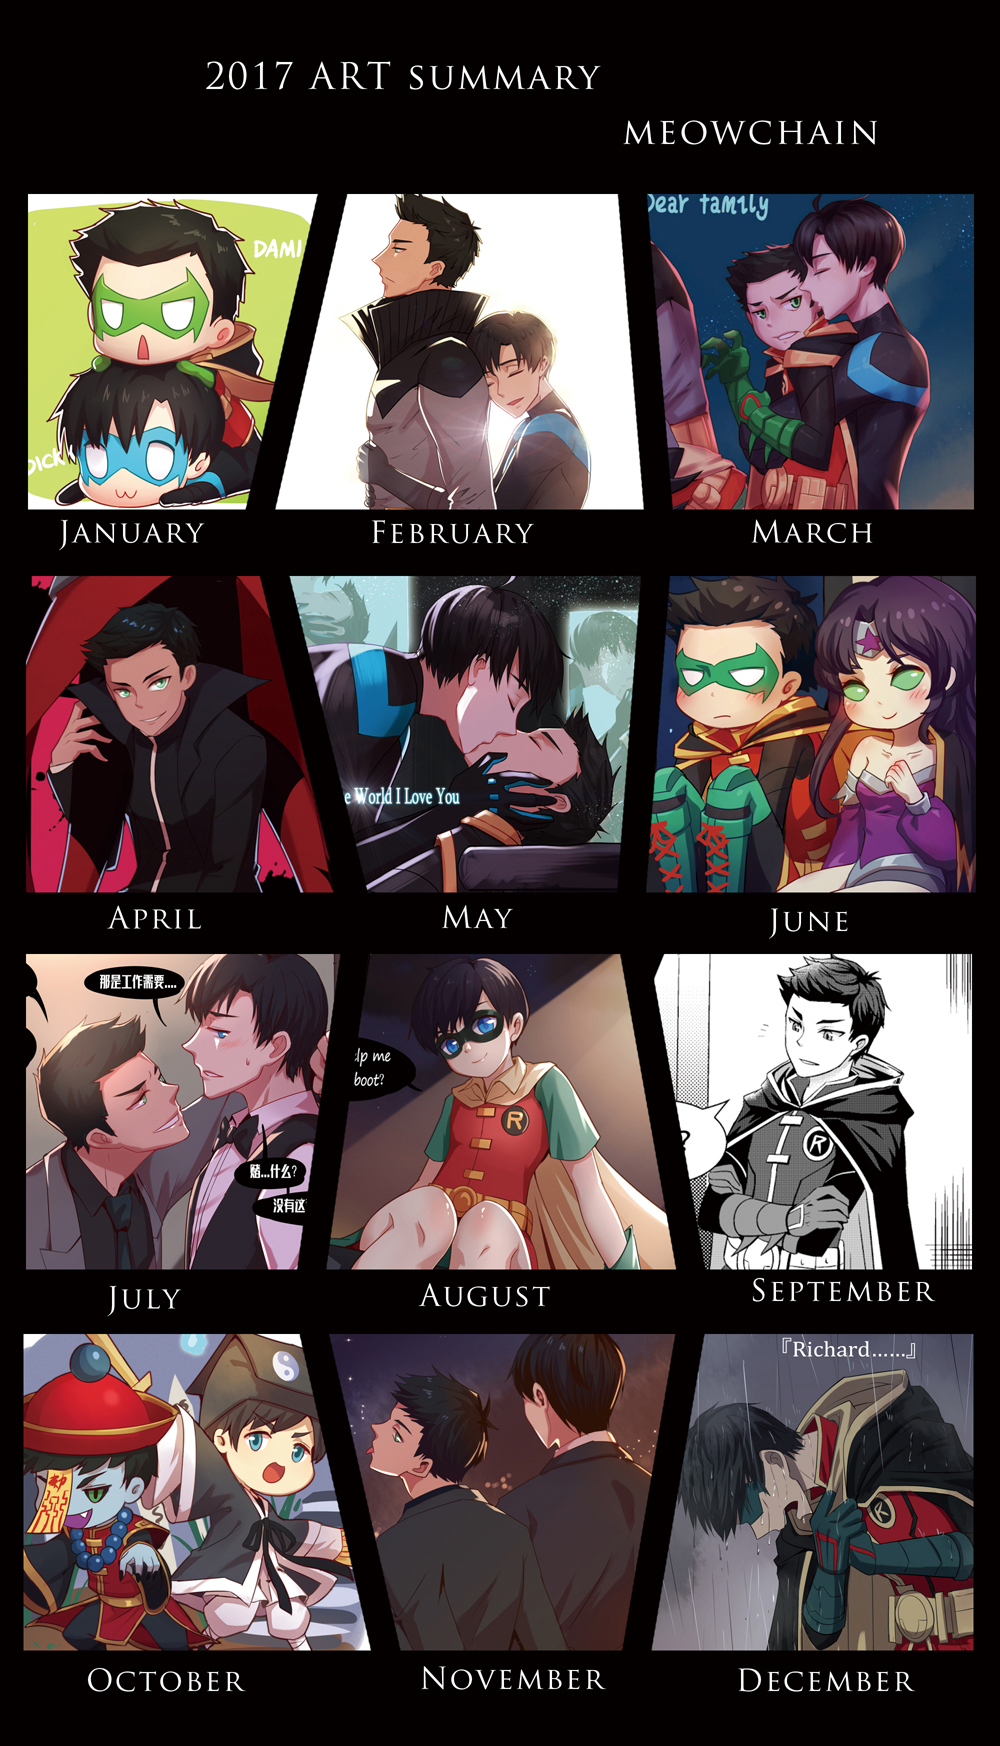 2017 ART SUMMARY
MEOWCHAIN
DAMI
DICK
Dear family
JANUARY
FEBRUARY
MARCH
e World I Love You
APRIL
MAY
JUNE
那是工作需要....
赌...什么?
没有这
lp me
boot?
R
R
?
JULY
AUGUST
SEPTEMBER
『Richard......』
R
OCTOBER
NOVEMBER
DECEMBER